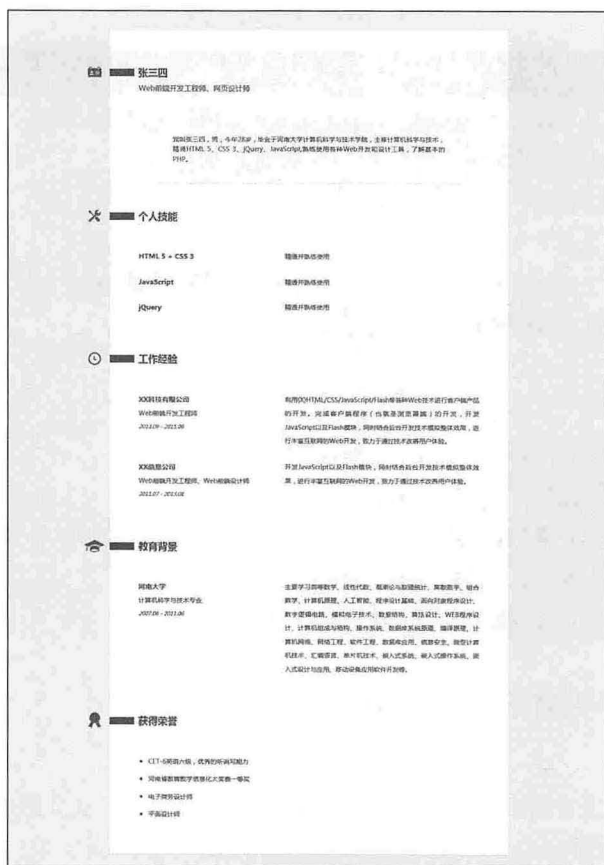 张三四
Web前端开发工程师、网页设计师
我叫张三四，男，今年28岁，毕业于河南大学计算机科学与技术学院，主修计算机科学与技术，
精通HTML 5、CSS 3、jQuery、JavaScript,熟练使用各种Web开发和设计工具，了解基本的
PHP。
个人技能
HTML 5 + CSS 3 精通并熟练使用
JavaScript 精通并熟练使用
jQuery 精通并熟练使用
工作经验
XX科技有限公司
Web前端开发工程师
2013.09 - 2015.06
利用(X)HTML/CSS/JavaScript/Flash等各种Web技术进行客户端产品
的开发。完成客户端程序（也就是浏览器端）的开发，开发
JavaScript以及Flash模块，同时结合后台开发技术模拟整体效果，进
行丰富互联网的Web开发，致力于通过技术改善用户体验。
XX信息公司
Web前端开发工程师、Web前端设计师
2011.07 - 2013.08
开发JavaScript以及Flash模块，同时结合后台开发技术模拟整体效
果，进行丰富互联网的Web开发，致力于通过技术改善用户体验。
教育背景
河南大学
计算机科学与技术专业
2007.09 - 2011.06
主要学习高等数学、线性代数、概率论与数理统计、离散数学、组合
数学、计算机原理、人工智能、程序设计基础、面向对象程序设计、
数字逻辑电路、模拟电子技术、数据结构、算法设计、WEB程序设
计、计算机组成与结构、操作系统、数据库系统原理、编译原理、计
算机网络、网络工程、软件工程、数据库应用、信息安全、微型计算
机技术、汇编语言、单片机技术、嵌入式系统、嵌入式操作系统、嵌
入式设计与应用、移动设备应用软件开发等。
获得荣誉
• CET-6英语六级，优秀的听说写能力
• 河南省教育教学信息化大奖赛一等奖
• 电子商务设计师
• 平面设计师